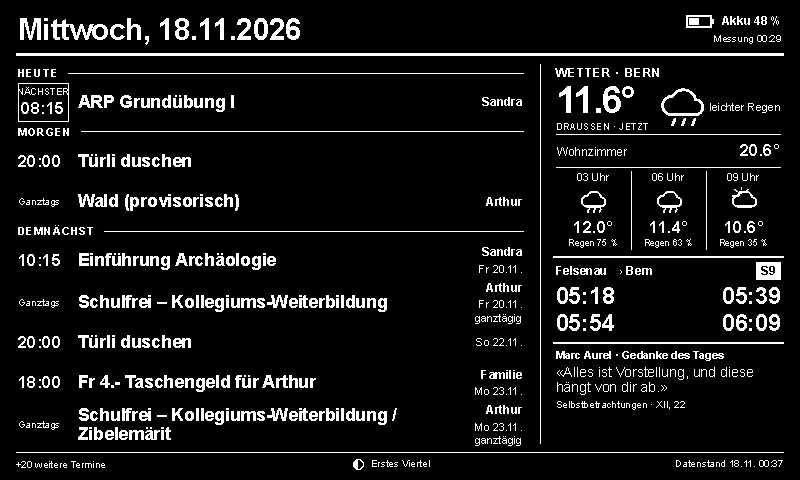 Mittwoch, 18.11.2026
Akku 48 %
Messung 00:29
HEUTE
NÄCHSTER
08:15
ARP Grundübung I
Sandra
MORGEN
20:00
Türli duschen
Ganztags
Wald (provisorisch)
Arthur
DEMNÄCHST
10:15
Einführung Archäologie
Sandra
Fr 20.11.
Ganztags
Schulfrei – Kollegiums-Weiterbildung
Arthur
Fr 20.11.
ganztägig
20:00
Türli duschen
So 22.11.
18:00
Fr 4.- Taschengeld für Arthur
Familie
Mo 23.11.
Ganztags
Schulfrei – Kollegiums-Weiterbildung /
Zibelemärit
Arthur
Mo 23.11.
ganztägig
WETTER · BERN
11.6°
leichter Regen
DRAUSSEN · JETZT
Wohnzimmer
20.6°
03 Uhr
06 Uhr
09 Uhr
12.0°
11.4°
10.6°
Regen 75 %
Regen 63 %
Regen 35 %
Felsenau → Bern
S9
05:18
05:39
05:54
06:09
Marc Aurel · Gedanke des Tages
«Alles ist Vorstellung, und diese
hängt von dir ab.»
Selbstbetrachtungen · XII, 22
+20 weitere Termine
Erstes Viertel
Datenstand 18.11. 00:37